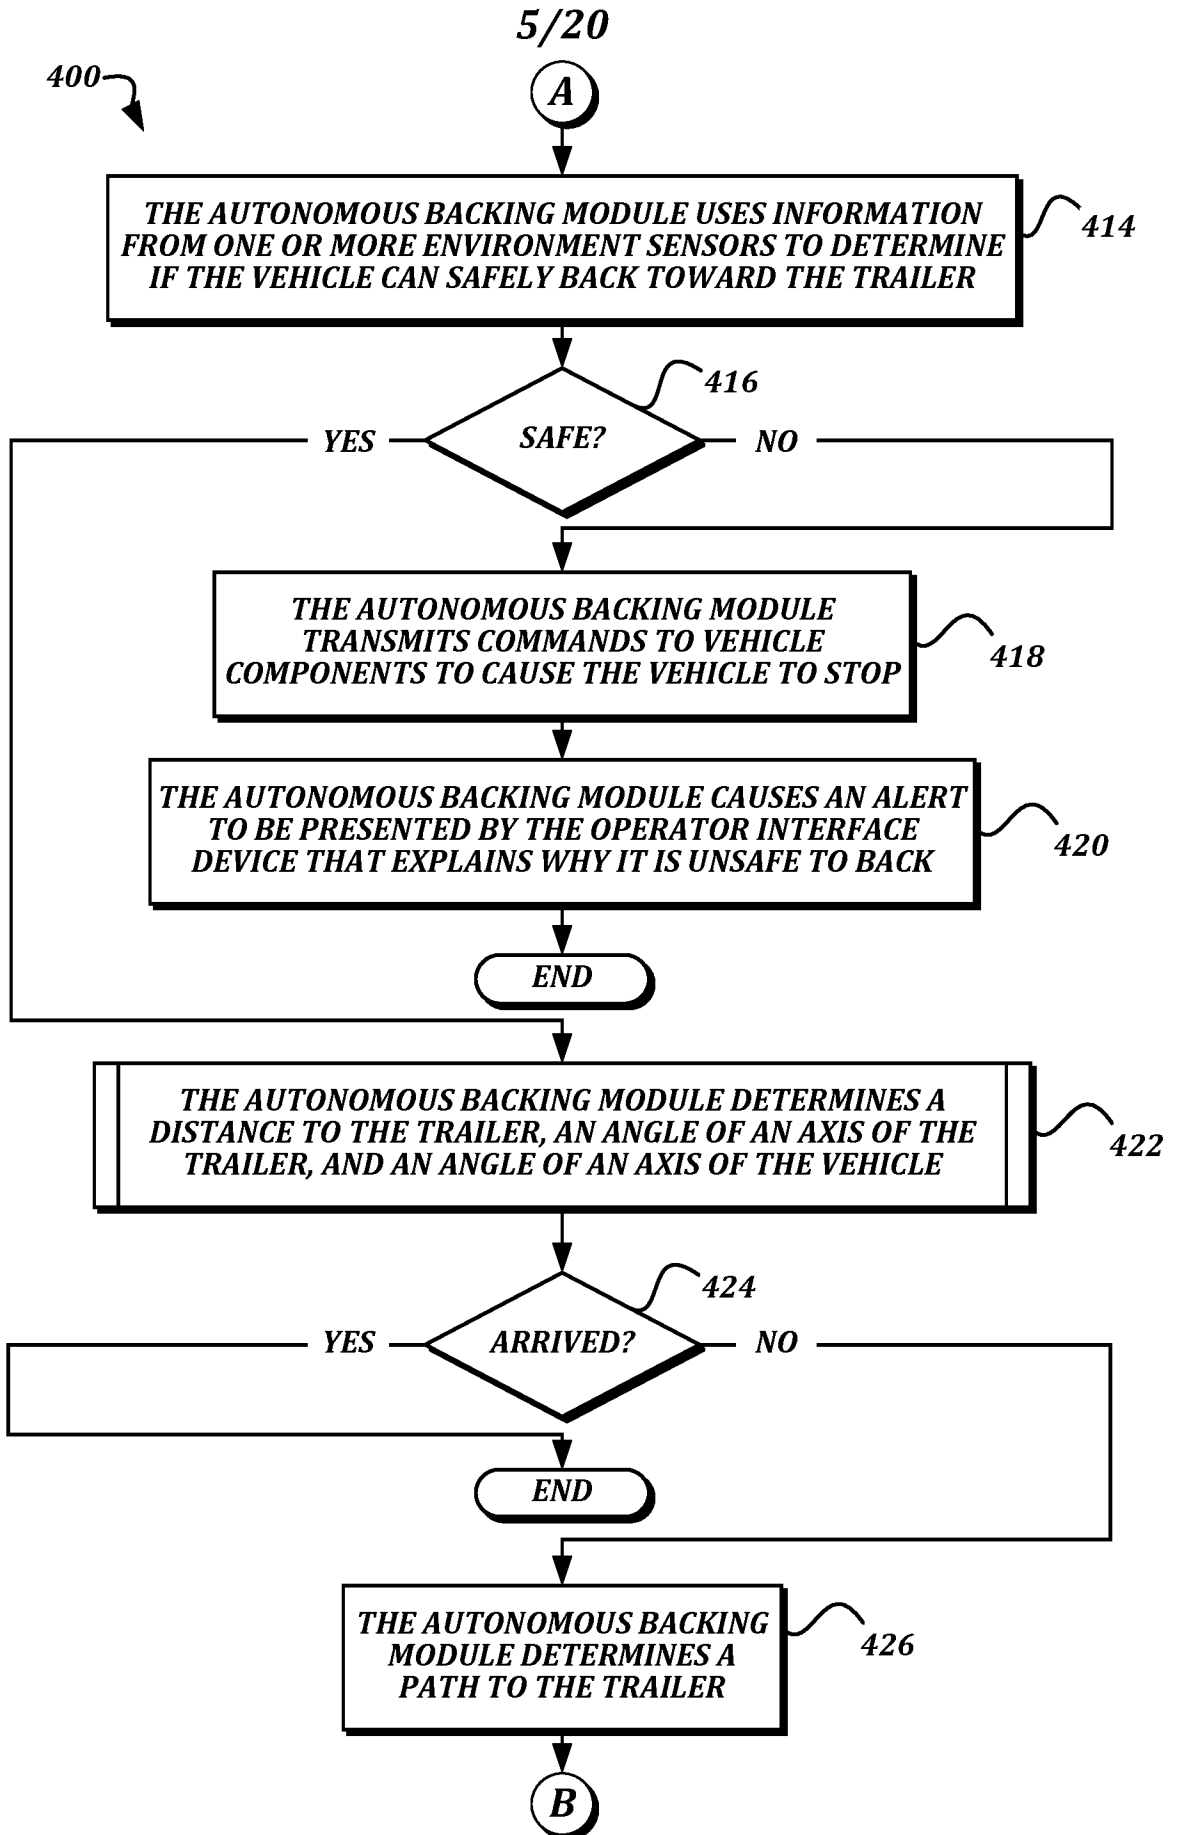 5/20
400
A
THE AUTONOMOUS BACKING MODULE USES INFORMATION
FROM ONE OR MORE ENVIRONMENT SENSORS TO DETERMINE
IF THE VEHICLE CAN SAFELY BACK TOWARD THE TRAILER
414
416
YES
SAFE?
NO
THE AUTONOMOUS BACKING MODULE
TRANSMITS COMMANDS TO VEHICLE
COMPONENTS TO CAUSE THE VEHICLE TO STOP
418
THE AUTONOMOUS BACKING MODULE CAUSES AN ALERT
TO BE PRESENTED BY THE OPERATOR INTERFACE
DEVICE THAT EXPLAINS WHY IT IS UNSAFE TO BACK
420
END
THE AUTONOMOUS BACKING MODULE DETERMINES A
DISTANCE TO THE TRAILER, AN ANGLE OF AN AXIS OF THE
TRAILER, AND AN ANGLE OF AN AXIS OF THE VEHICLE
422
424
YES
ARRIVED?
NO
END
THE AUTONOMOUS BACKING
MODULE DETERMINES A
PATH TO THE TRAILER
426
B